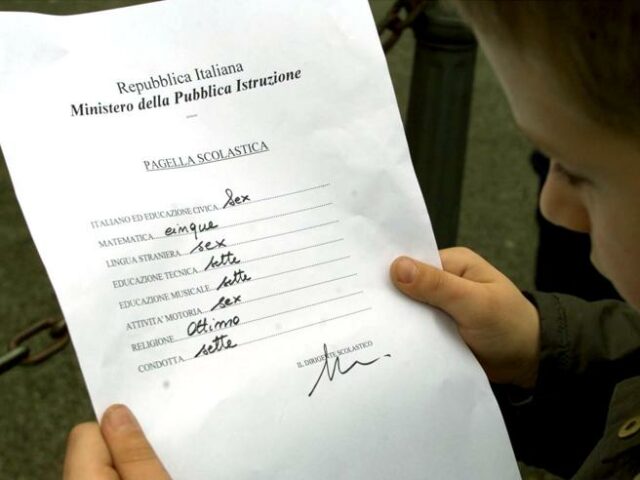 Repubblica Italiana
Ministero della Pubblica Istruzione
PAGELLA SCOLASTICA
ITALIANO ED EDUCAZIONE CIVICA sex
MATEMATICA cinque
LINGUA STRANIERA sex
EDUCAZIONE TECNICA sette
EDUCAZIONE MUSICALE sette
ATTIVITA' MOTORIA sex
RELIGIONE Ottimo
CONDOTTA sette
IL DIRIGENTE SCOLASTICO